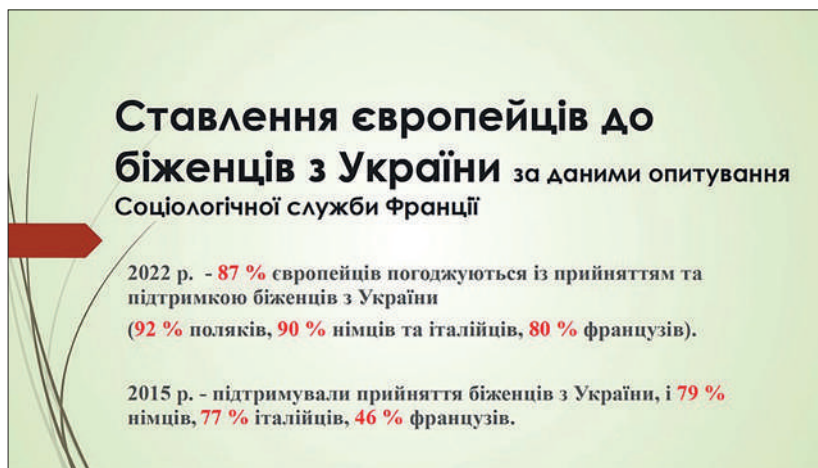 Ставлення європейців до
біженців з України за даними опитування
Соціологічної служби Франції
2022 р. - 87 % європейців погоджуються із прийняттям та
підтримкою біженців з України
(92 % поляків, 90 % німців та італійців, 80 % французів).
2015 р. - підтримували прийняття біженців з України, і 79 %
німців, 77 % італійців, 46 % французів.